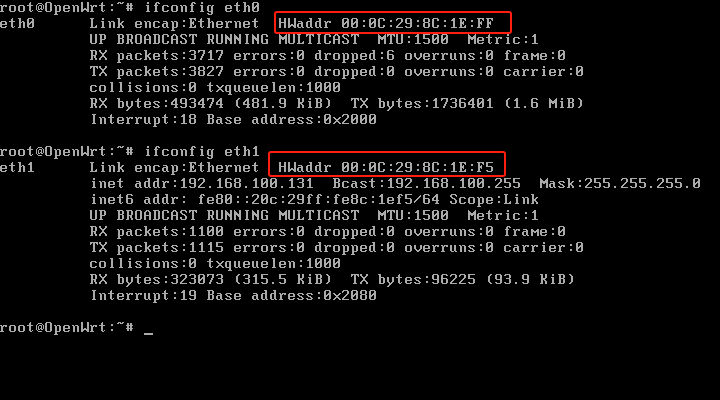 root@OpenWrt:~# ifconfig eth0
eth0      Link encap:Ethernet  HWaddr 00:0C:29:8C:1E:FF
          UP BROADCAST RUNNING MULTICAST  MTU:1500  Metric:1
          RX packets:3717 errors:0 dropped:6 overruns:0 frame:0
          TX packets:3827 errors:0 dropped:0 overruns:0 carrier:0
          collisions:0 txqueuelen:1000
          RX bytes:493474 (481.9 KiB)  TX bytes:1736401 (1.6 MiB)
          Interrupt:18 Base address:0x2000
root@OpenWrt:~# ifconfig eth1
eth1      Link encap:Ethernet  HWaddr 00:0C:29:8C:1E:F5
          inet addr:192.168.100.131  Bcast:192.168.100.255  Mask:255.255.255.0
          inet6 addr: fe80::20c:29ff:fe8c:1ef5/64 Scope:Link
          UP BROADCAST RUNNING MULTICAST  MTU:1500  Metric:1
          RX packets:1100 errors:0 dropped:0 overruns:0 frame:0
          TX packets:1115 errors:0 dropped:0 overruns:0 carrier:0
          collisions:0 txqueuelen:1000
          RX bytes:323073 (315.5 KiB)  TX bytes:96225 (93.9 KiB)
          Interrupt:19 Base address:0x2080
root@OpenWrt:~# _